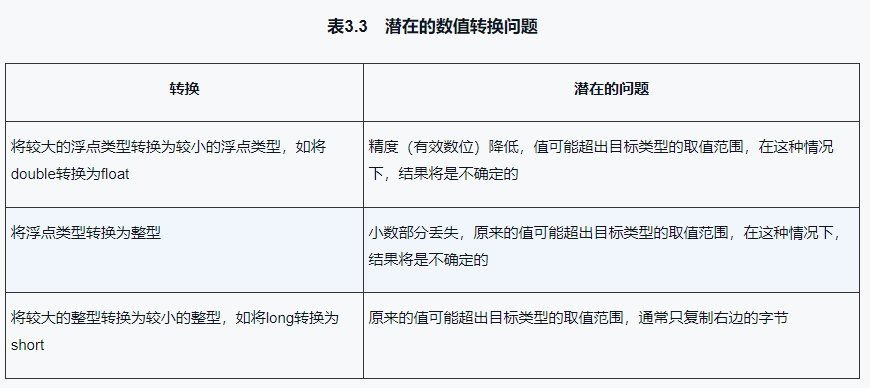 表3.3 潜在的数值转换问题
转换
潜在的问题
将较大的浮点类型转换为较小的浮点类型，如将
double转换为float
精度（有效数位）降低，值可能超出目标类型的取值范围，在这种情况
下，结果将是不确定的
将浮点类型转换为整型
小数部分丢失，原来的值可能超出目标类型的取值范围，在这种情况下，
结果将是不确定的
将较大的整型转换为较小的整型，如将long转换为
short
原来的值可能超出目标类型的取值范围，通常只复制右边的字节